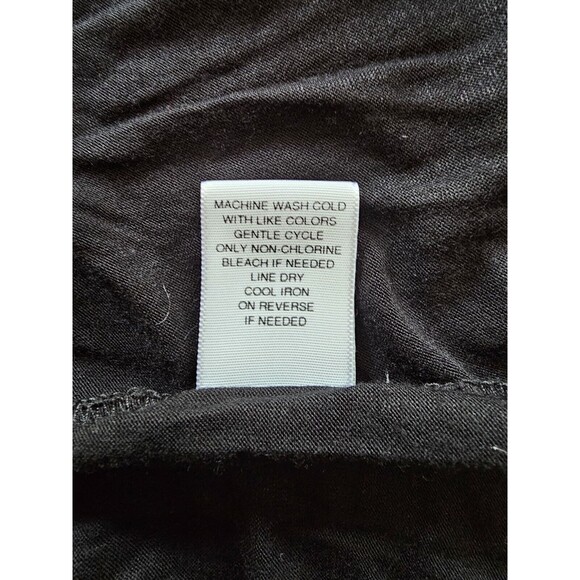 MACHINE WASH COLD
WITH LIKE COLORS
GENTLE CYCLE
ONLY NON-CHLORINE
BLEACH IF NEEDED
LINE DRY
COOL IRON
ON REVERSE
IF NEEDED